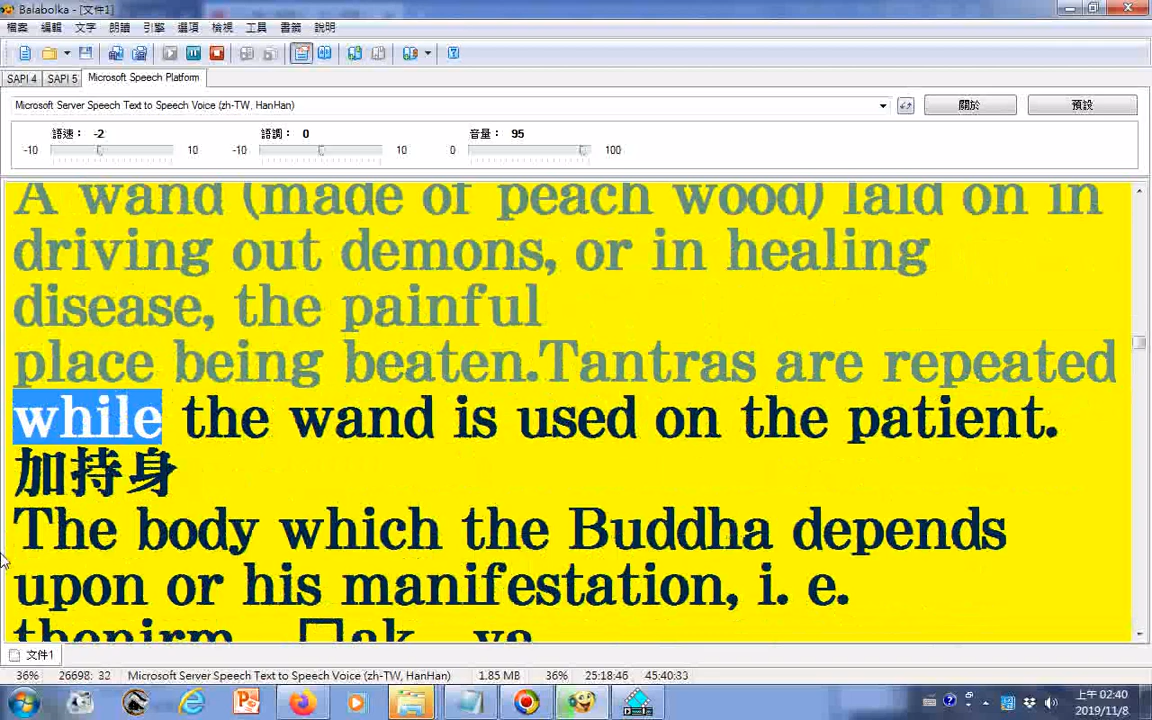 Balabolka - [文件1]
檔案 編輯 文字 朗讀 引擎 選項 檢視 工具 書籤 說明
SAPI 4 SAPI 5 Microsoft Speech Platform
Microsoft Server Speech Text to Speech Voice (zh-TW, HanHan) 關於 預設
語速： -2 語調： 0 音量： 95
-10 10 -10 10 0 100
A wand (made of peach wood) laid on in
driving out demons, or in healing
disease, the painful
place being beaten.Tantras are repeated
while the wand is used on the patient.
加持身
The body which the Buddha depends
upon or his manifestation, i. e.
thenirm □ak va
文件1
36% 26698: 32 Microsoft Server Speech Text to Speech Voice (zh-TW, HanHan) 1.85 MB 36% 25:18:46 45:40:33
上午 02:40
2019/11/8